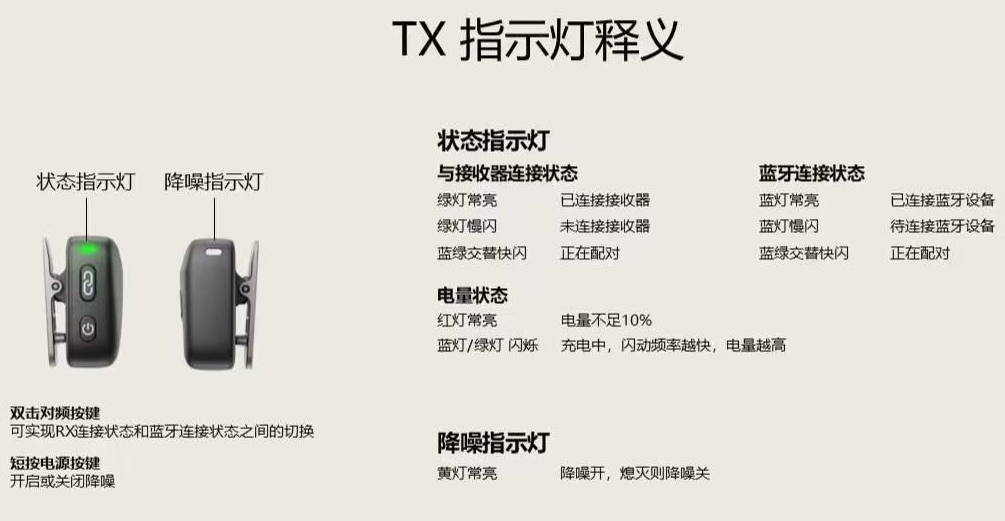 TX 指示灯释义
状态指示灯 降噪指示灯
双击对频按键
可实现RX连接状态和蓝牙连接状态之间的切换
短按电源按键
开启或关闭降噪
状态指示灯
与接收器连接状态
绿灯常亮 已连接接收器
绿灯慢闪 未连接接收器
蓝绿交替快闪 正在配对
蓝牙连接状态
蓝灯常亮 已连接蓝牙设备
蓝灯慢闪 待连接蓝牙设备
蓝绿交替快闪 正在配对
电量状态
红灯常亮 电量不足10%
蓝灯/绿灯 闪烁 充电中，闪动频率越快，电量越高
降噪指示灯
黄灯常亮 降噪开，熄灭则降噪关